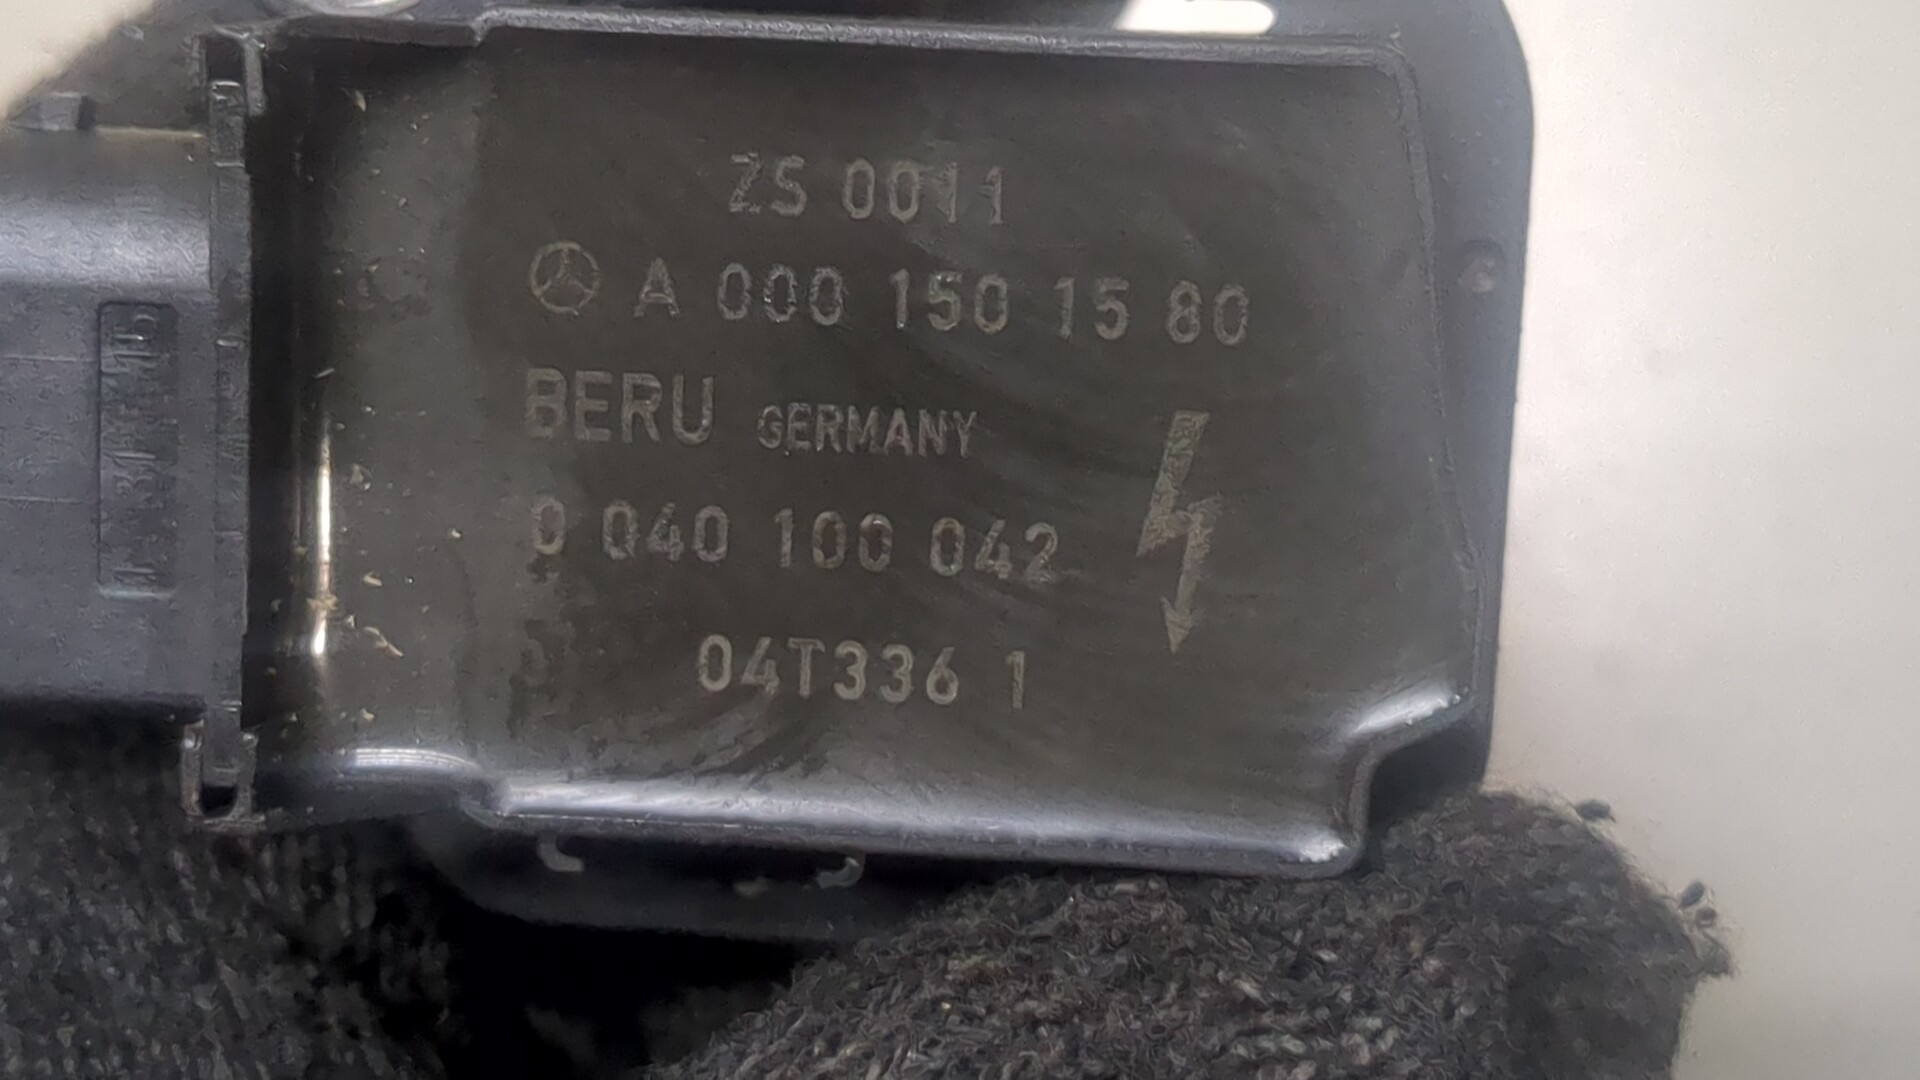 ZS 0011
A 000 150 15 80
BERU GERMANY
0 040 100 042
04T336 1